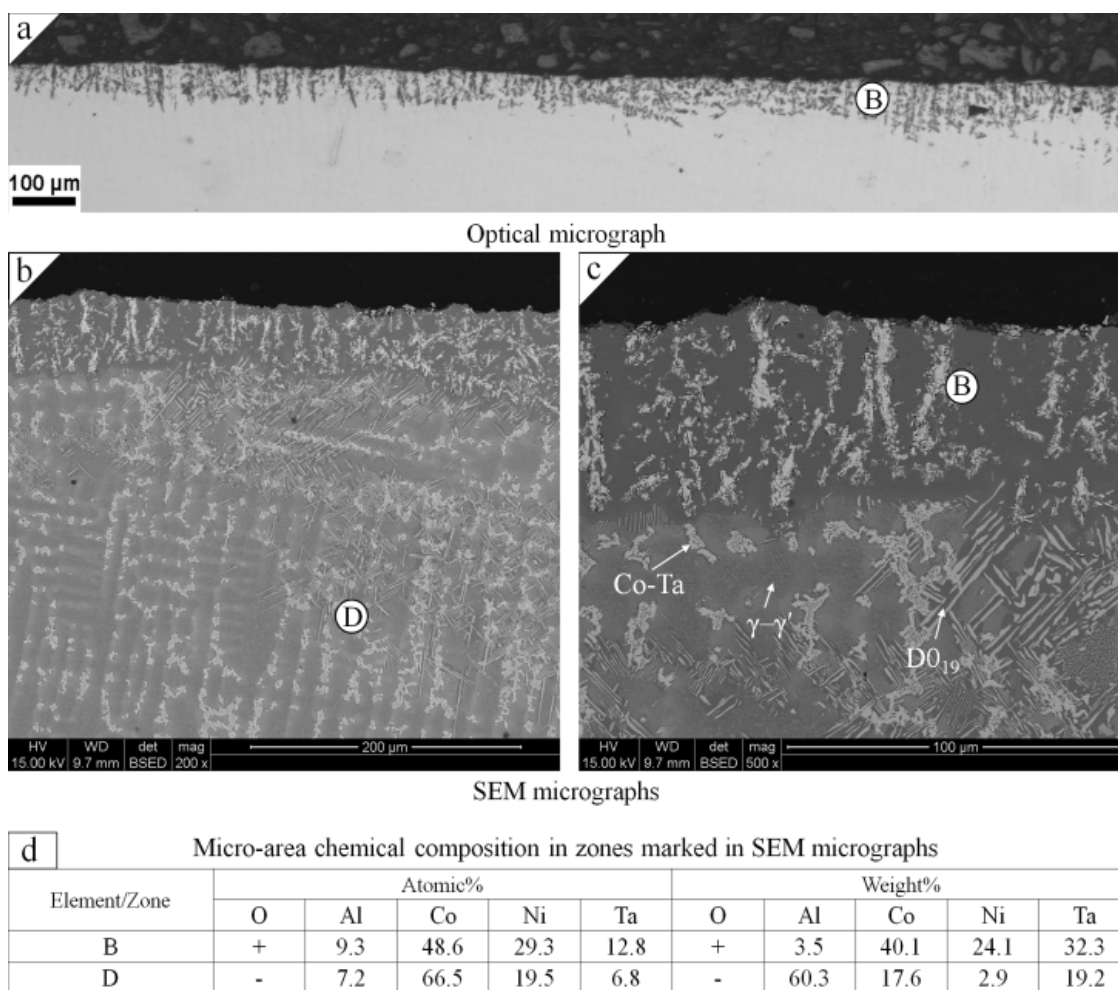 a
B
100 µm
Optical micrograph
b
D
HV WD det mag 200 µm
15.00 kV 9.7 mm BSED 200 x
c
B
Co-Ta
γ–γ′
D0₁₉
HV WD det mag 100 µm
15.00 kV 9.7 mm BSED 500 x
SEM micrographs
d Micro-area chemical composition in zones marked in SEM micrographs
Element/Zone Atomic% Weight%
O Al Co Ni Ta O Al Co Ni Ta
B + 9.3 48.6 29.3 12.8 + 3.5 40.1 24.1 32.3
D - 7.2 66.5 19.5 6.8 - 60.3 17.6 2.9 19.2